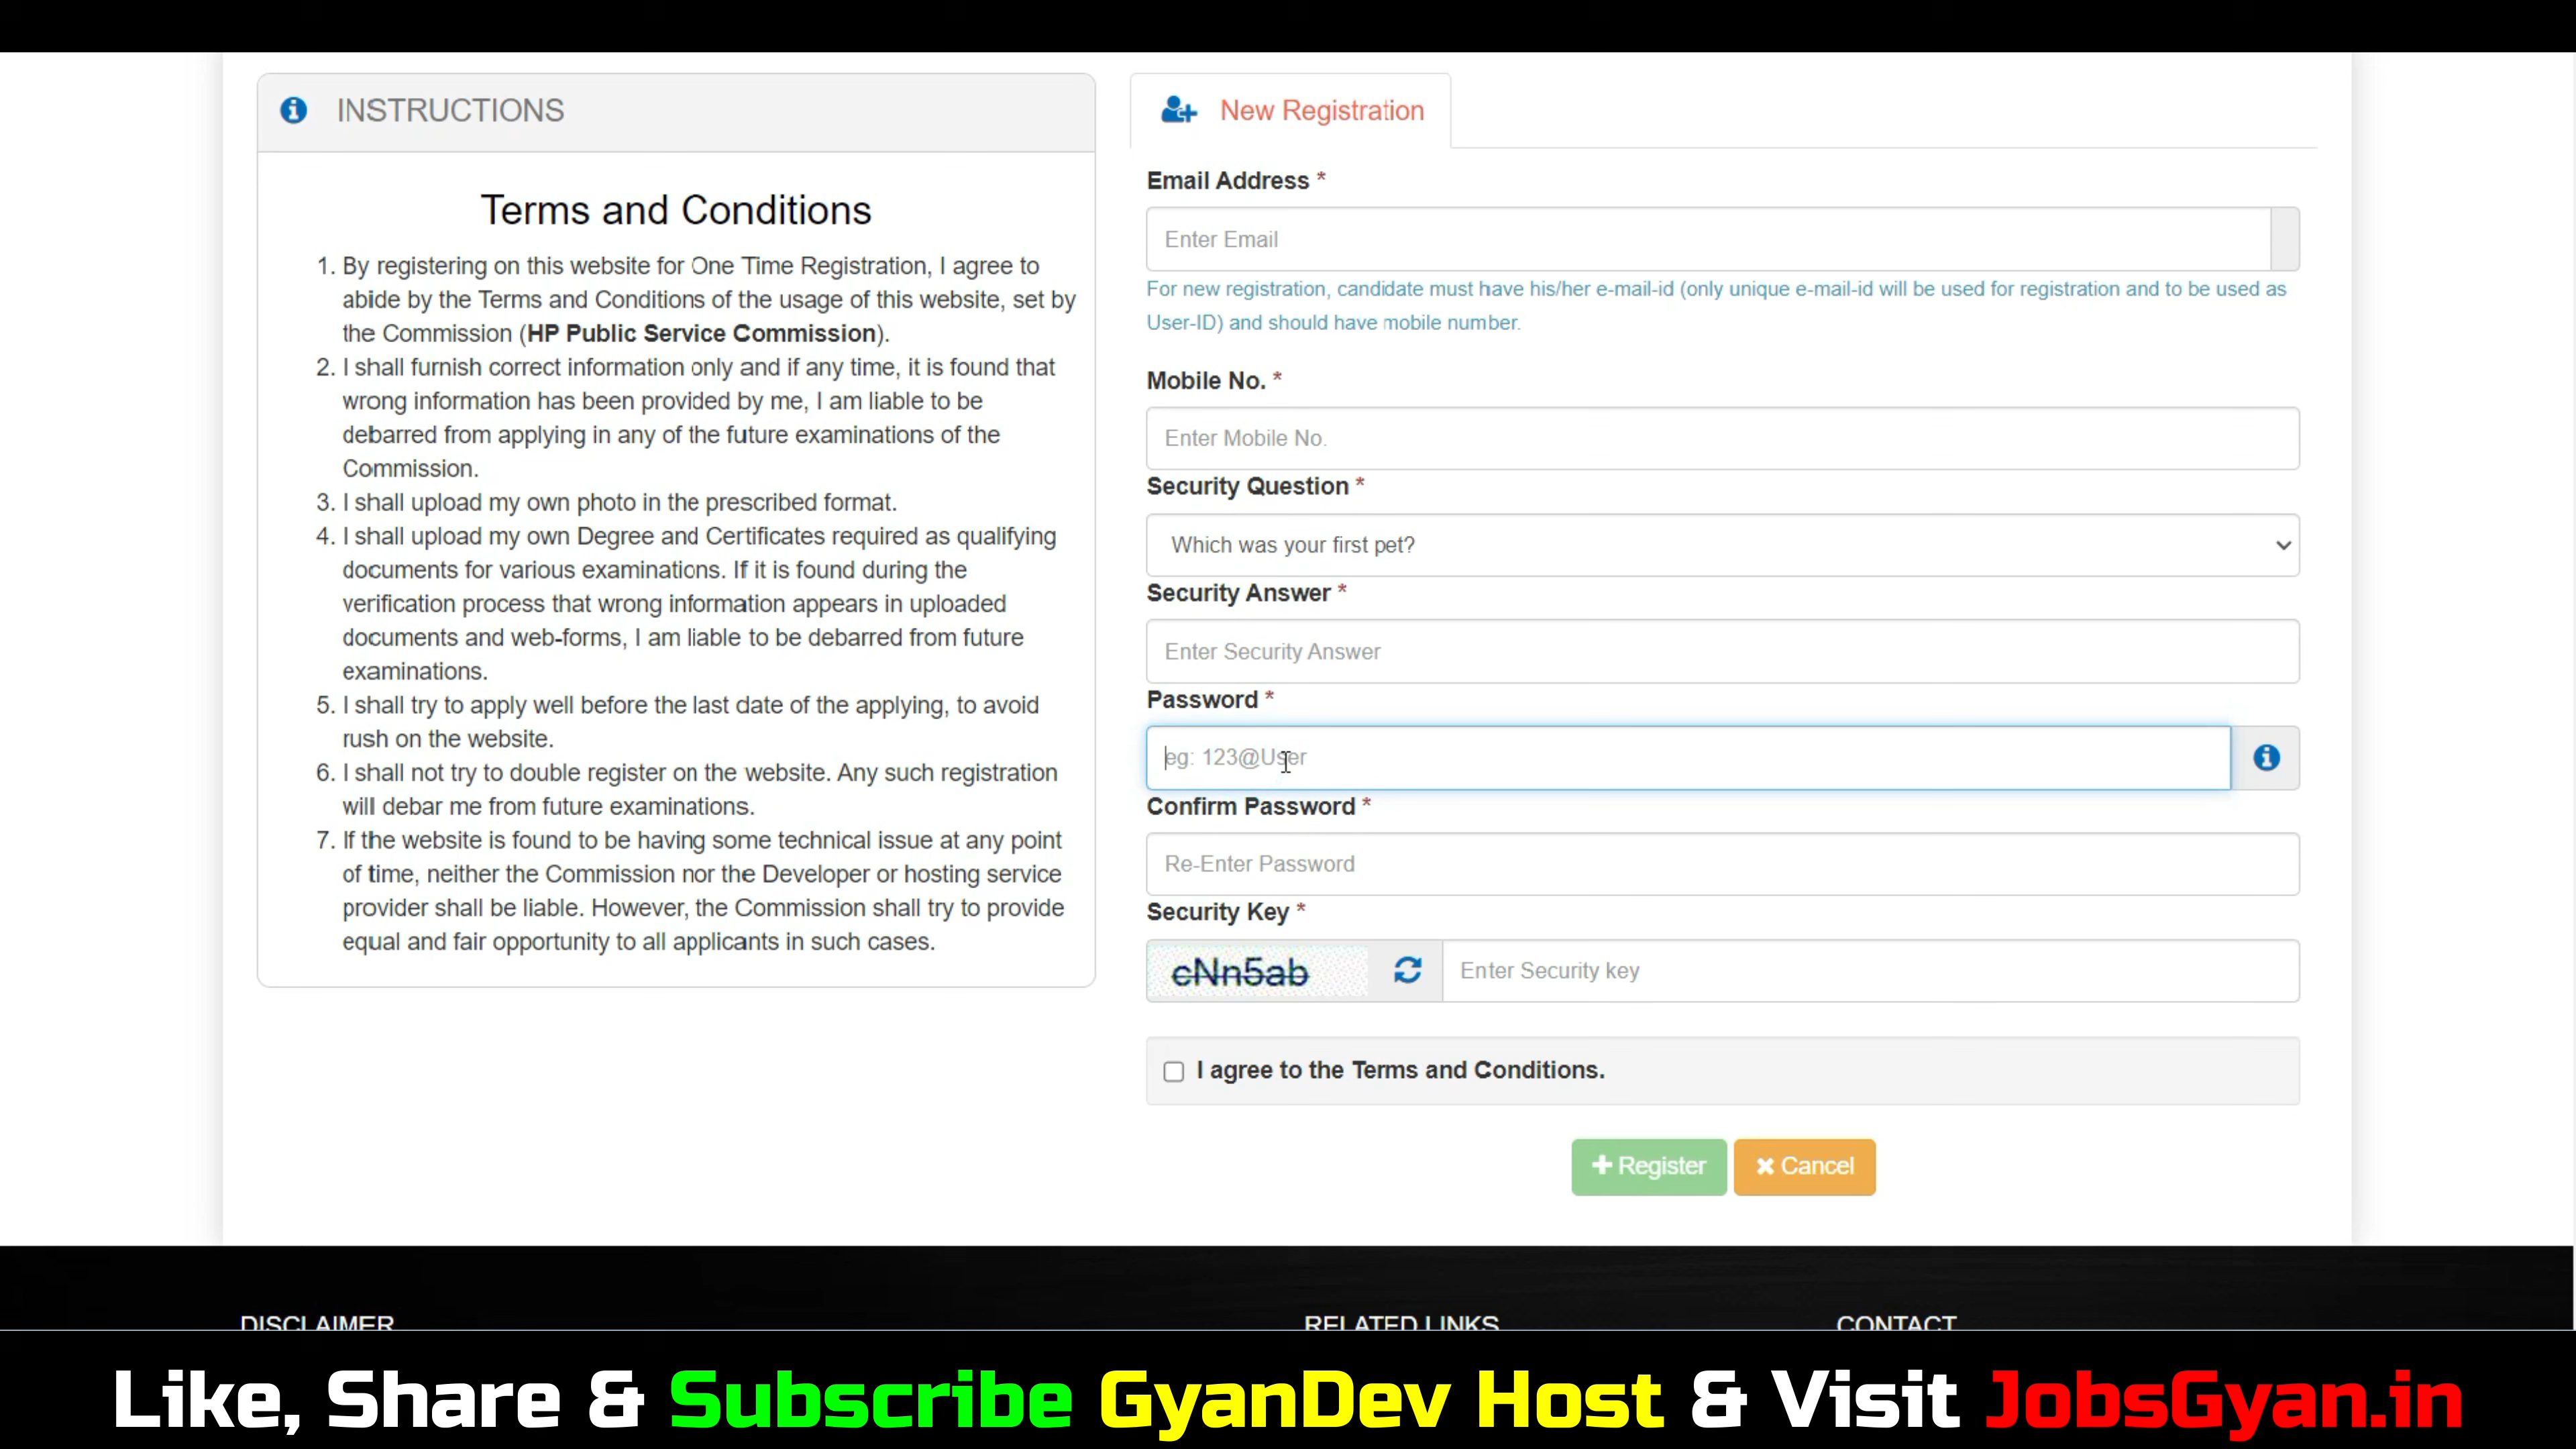 INSTRUCTIONS
Terms and Conditions
1. By registering on this website for One Time Registration, I agree to
abide by the Terms and Conditions of the usage of this website, set by
the Commission (HP Public Service Commission).
2. I shall furnish correct information only and if any time, it is found that
wrong information has been provided by me, I am liable to be
debarred from applying in any of the future examinations of the
Commission.
3. I shall upload my own photo in the prescribed format.
4. I shall upload my own Degree and Certificates required as qualifying
documents for various examinations. If it is found during the
verification process that wrong information appears in uploaded
documents and web-forms, I am liable to be debarred from future
examinations.
5. I shall try to apply well before the last date of the applying, to avoid
rush on the website.
6. I shall not try to double register on the website. Any such registration
will debar me from future examinations.
7. If the website is found to be having some technical issue at any point
of time, neither the Commission nor the Developer or hosting service
provider shall be liable. However, the Commission shall try to provide
equal and fair opportunity to all applicants in such cases.
New Registration
Email Address *
Enter Email
For new registration, candidate must have his/her e-mail-id (only unique e-mail-id will be used for registration and to be used as
User-ID) and should have mobile number.
Mobile No. *
Enter Mobile No.
Security Question *
Which was your first pet?
Security Answer *
Enter Security Answer
Password *
eg: 123@User
Confirm Password *
Re-Enter Password
Security Key *
cNn5ab
Enter Security key
I agree to the Terms and Conditions.
Register
Cancel
DISCLAIMER
RELATED LINKS
CONTACT
Like, Share & Subscribe GyanDev Host & Visit JobsGyan.in